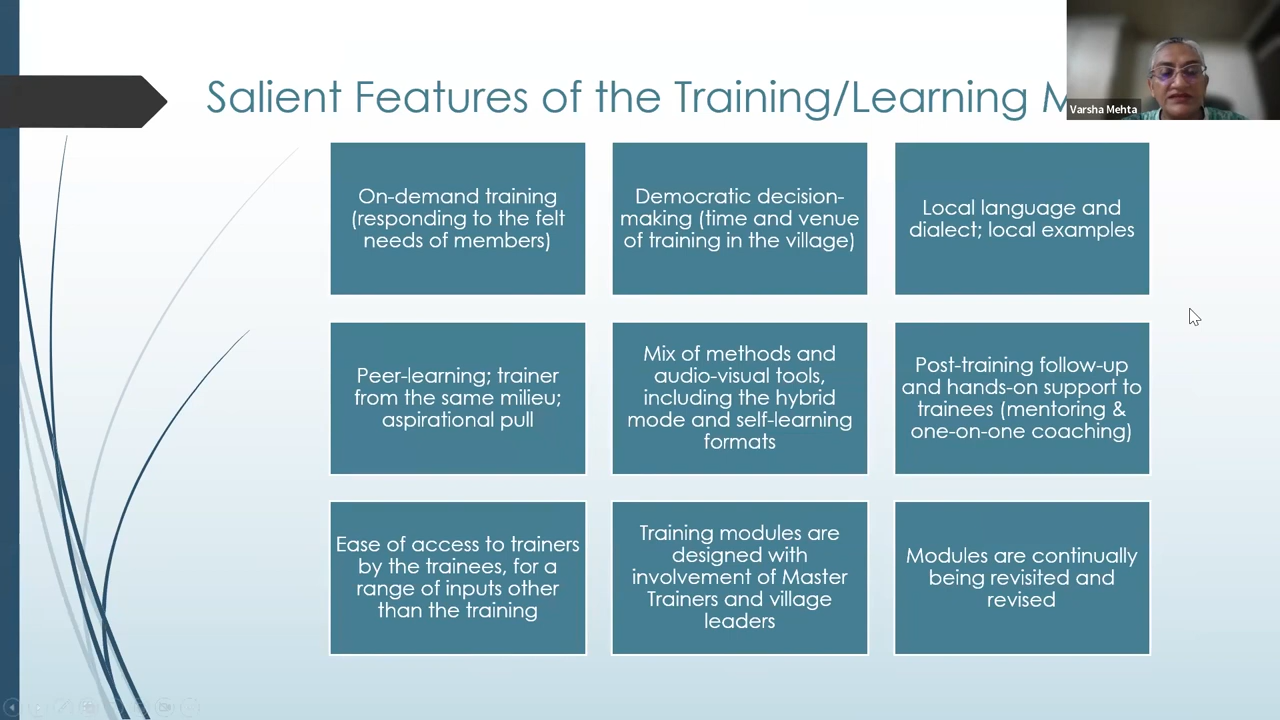 Salient Features of the Training/Learning
Varsha Mehta
On-demand training
(responding to the felt
needs of members)
Democratic decision-
making (time and venue
of training in the village)
Local language and
dialect; local examples
Peer-learning; trainer
from the same milieu;
aspirational pull
Mix of methods and
audio-visual tools,
including the hybrid
mode and self-learning
formats
Post-training follow-up
and hands-on support to
trainees (mentoring &
one-on-one coaching)
Ease of access to trainers
by the trainees, for a
range of inputs other
than the training
Training modules are
designed with
involvement of Master
Trainers and village
leaders
Modules are continually
being revisited and
revised